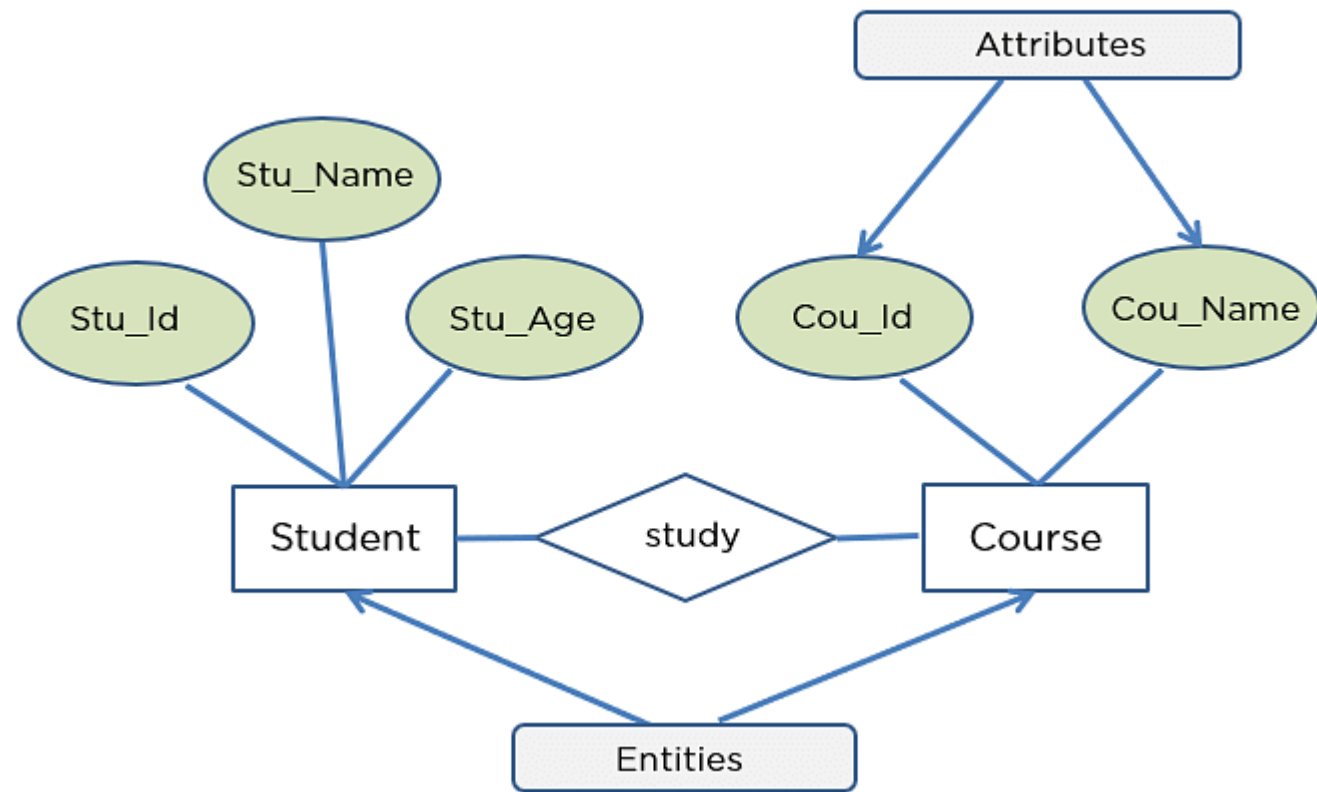 Attributes
Stu_Name
Stu_Id
Stu_Age
Cou_Id
Cou_Name
Student
study
Course
Entities